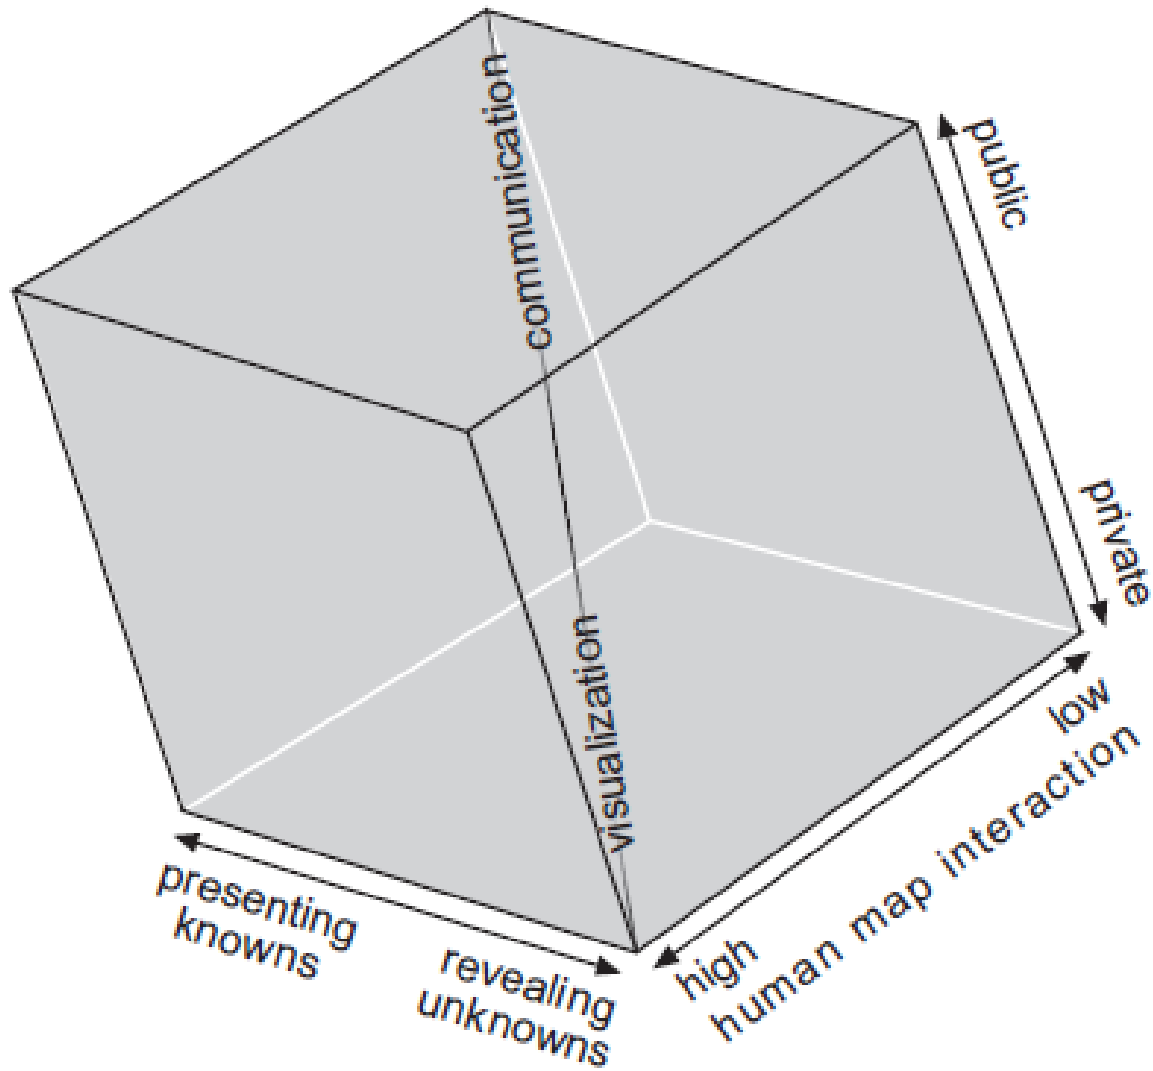 communication
public
private
visualization
low
high
human map interaction
presenting
knowns
revealing
unknowns